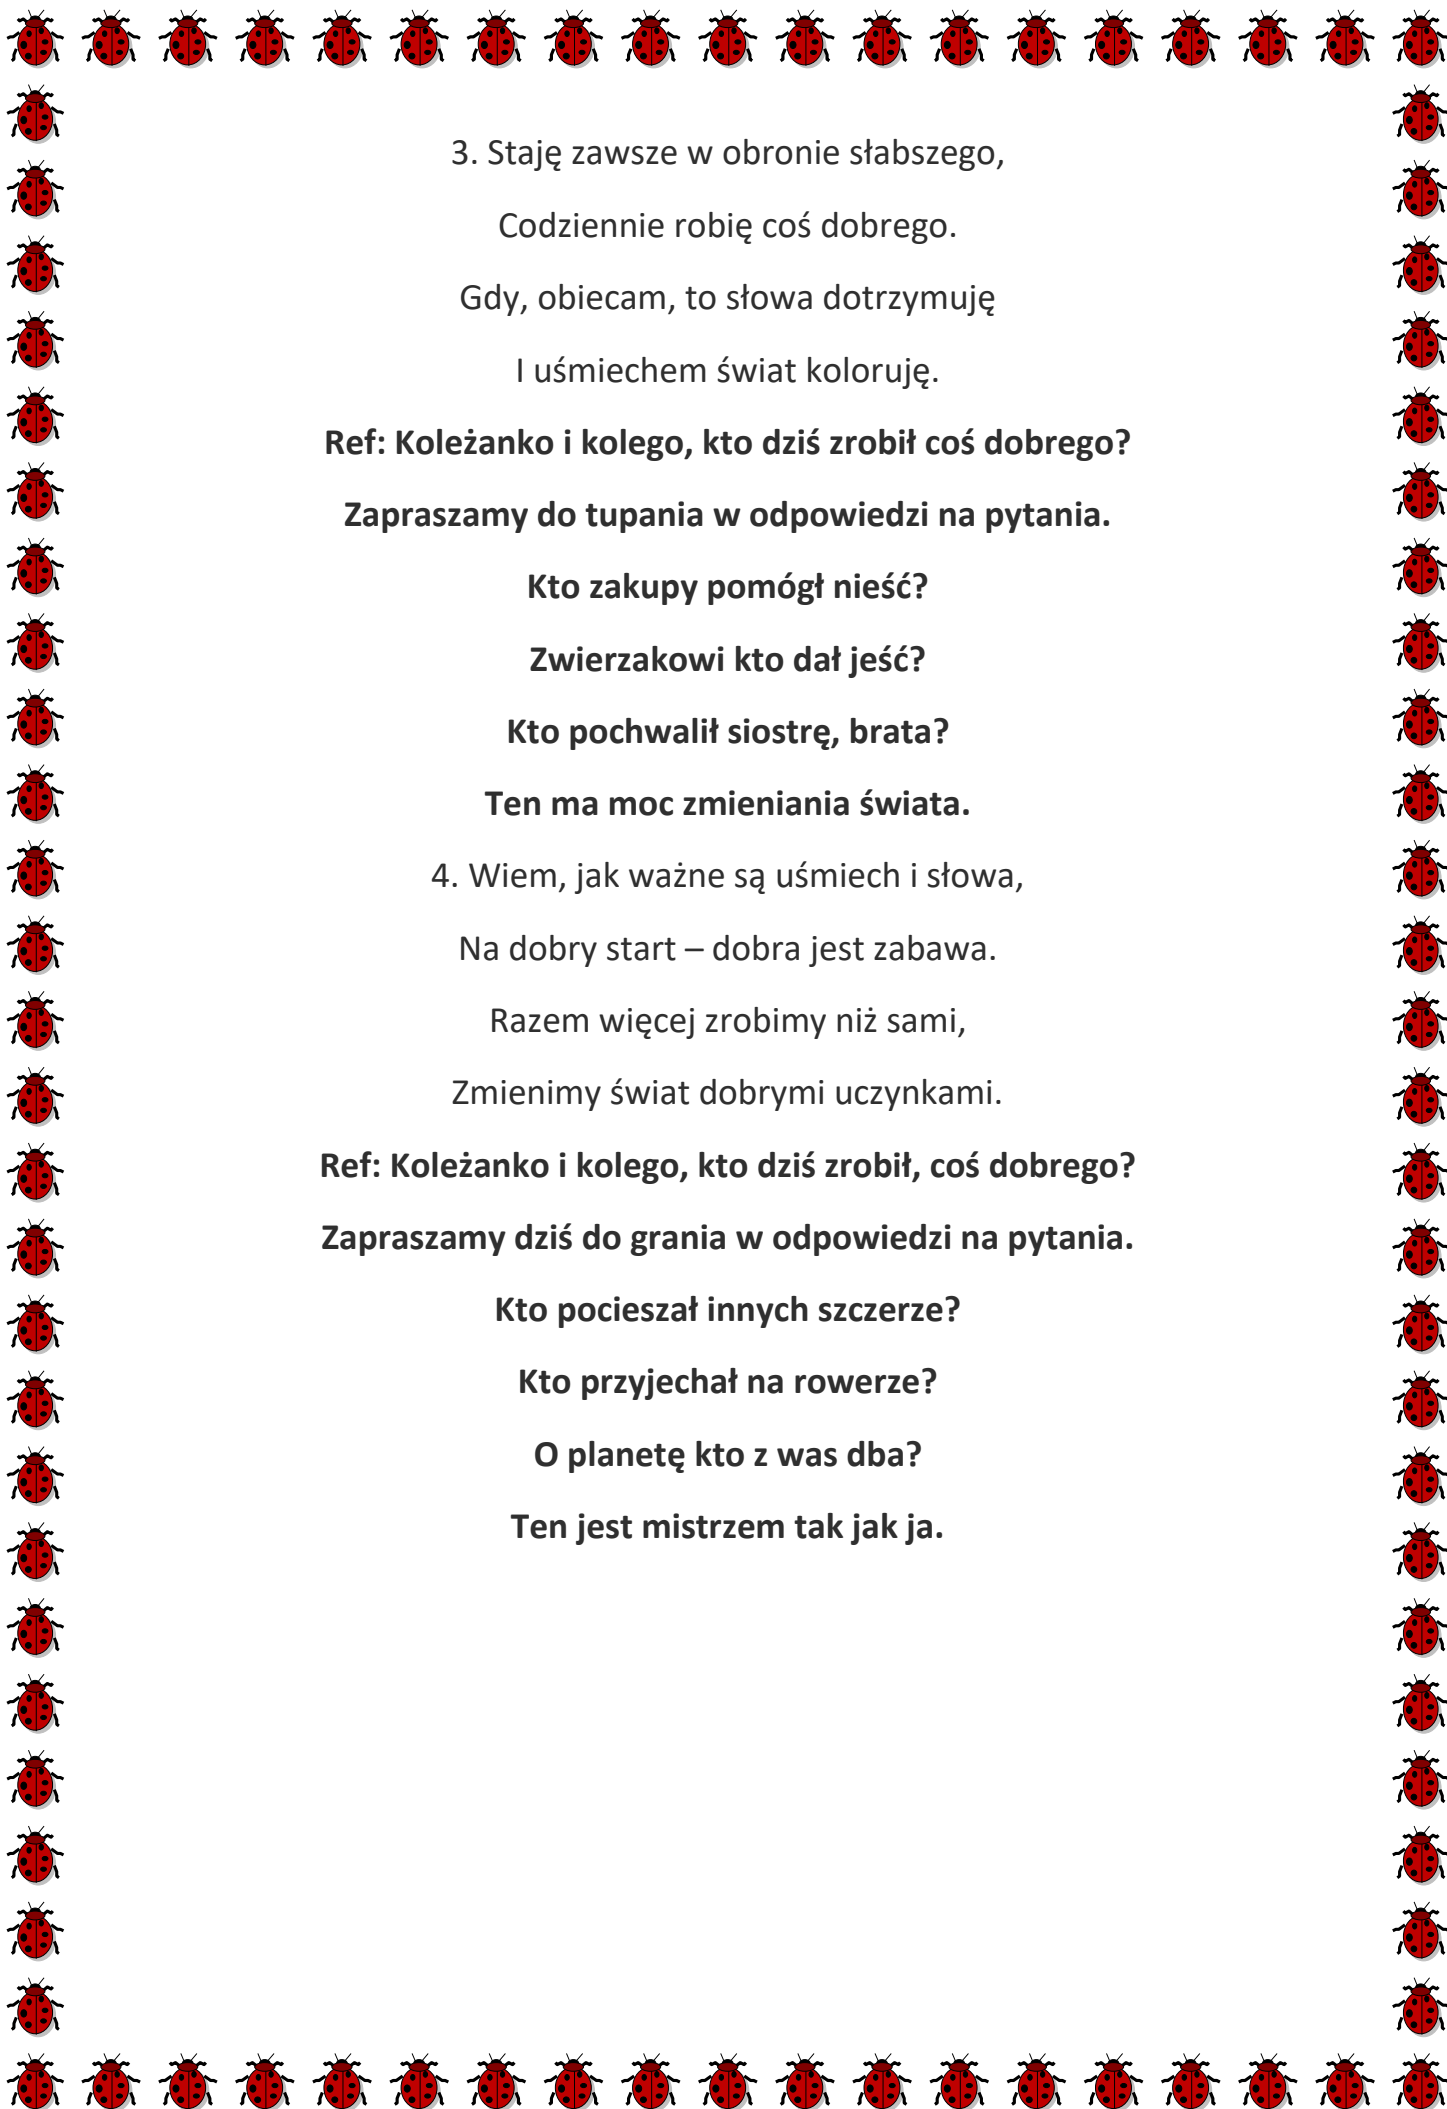 3. Staję zawsze w obronie słabszego,
Codziennie robię coś dobrego.
Gdy, obiecam, to słowa dotrzymuję
I uśmiechem świat koloruję.
Ref: Koleżanko i kolego, kto dziś zrobił coś dobrego?
Zapraszamy do tupania w odpowiedzi na pytania.
Kto zakupy pomógł nieść?
Zwierzakowi kto dał jeść?
Kto pochwalił siostrę, brata?
Ten ma moc zmieniania świata.
4. Wiem, jak ważne są uśmiech i słowa,
Na dobry start – dobra jest zabawa.
Razem więcej zrobimy niż sami,
Zmienimy świat dobrymi uczynkami.
Ref: Koleżanko i kolego, kto dziś zrobił, coś dobrego?
Zapraszamy dziś do grania w odpowiedzi na pytania.
Kto pocieszał innych szczerze?
Kto przyjechał na rowerze?
O planetę kto z was dba?
Ten jest mistrzem tak jak ja.